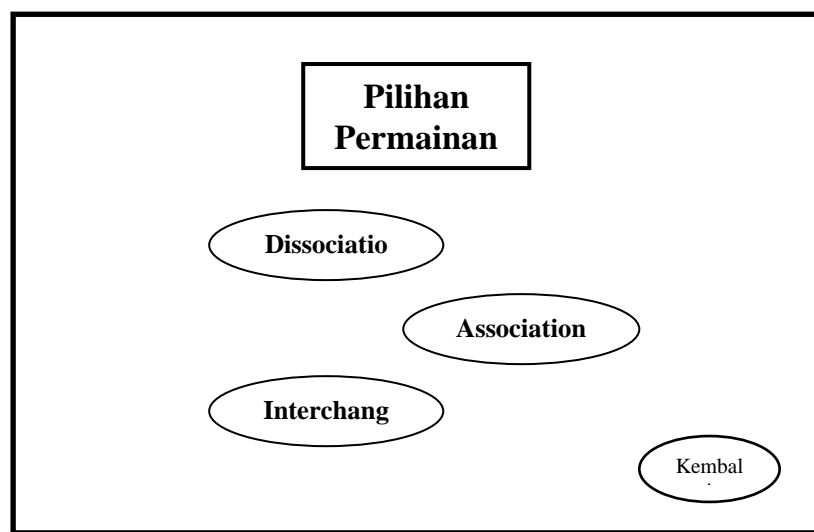 Pilihan
Permainan
Dissociatio
Association
Interchang
Kembal